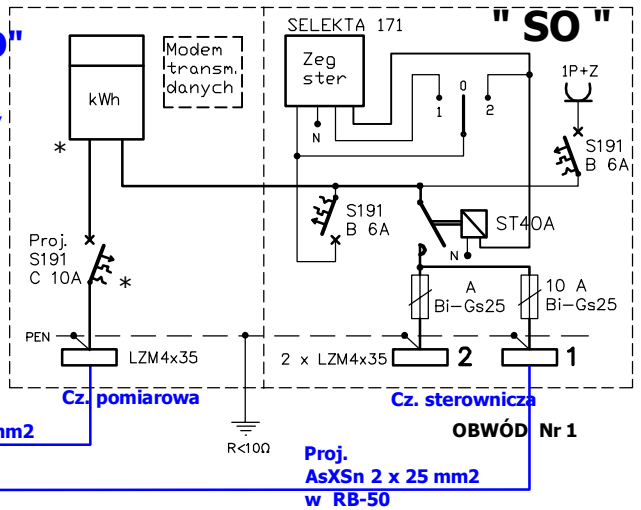 SELEKTA 171
" SO "
"
Modem
transm.
danych
kWh
*
Zeg
ster
N
1
0
2
1P+Z
S191
B 6A
S191
B 6A
ST40A
N
Proj.
S191
C 10A
*
A
Bi-Gs25
10 A
Bi-Gs25
PEN
LZM4x35
2 x LZM4x35
2
1
Cz. pomiarowa
Cz. sterownicza
mm2
R<10Ω
OBWÓD Nr 1
Proj.
AsXSn 2 x 25 mm2
w RB-50